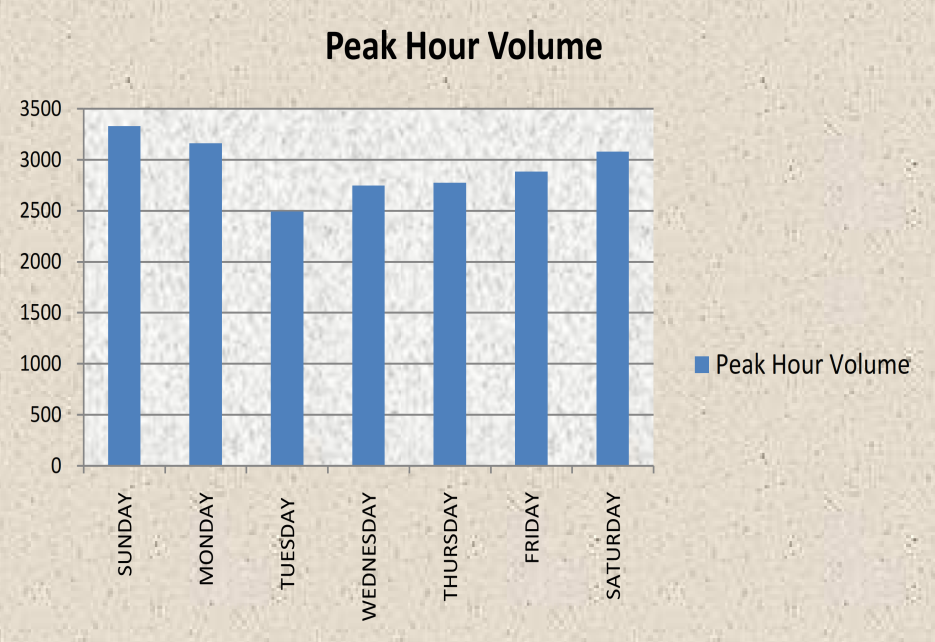 Peak Hour Volume
3500
3000
2500
2000
1500
1000
500
0
Peak Hour Volume
SUNDAY
MONDAY
TUESDAY
WEDNESDAY
THURSDAY
FRIDAY
SATURDAY